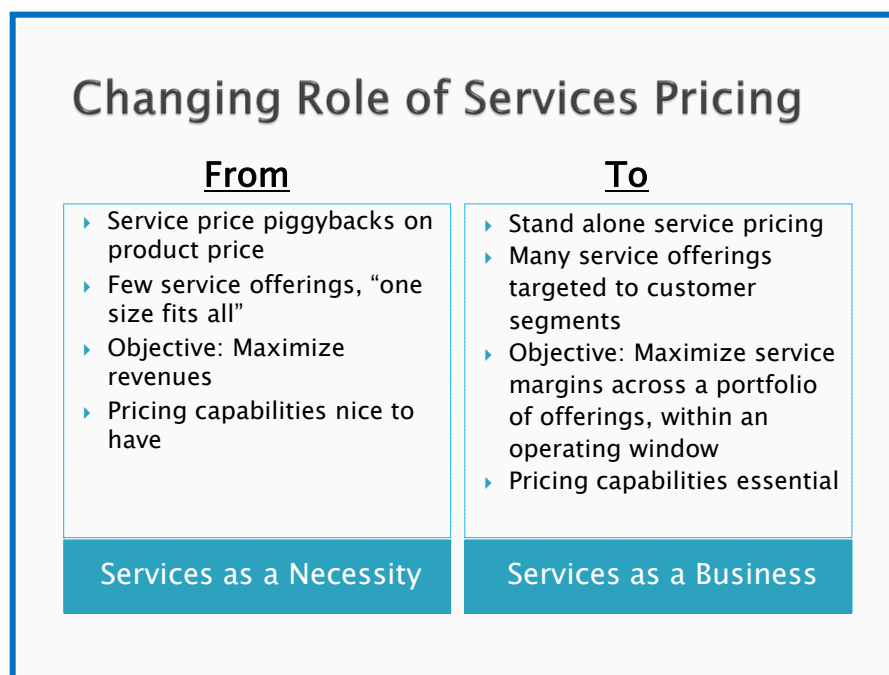 Changing Role of Services Pricing
From
Service price piggybacks on
product price
Few service offerings, “one
size fits all”
Objective: Maximize
revenues
Pricing capabilities nice to
have
Services as a Necessity
To
Stand alone service pricing
Many service offerings
targeted to customer
segments
Objective: Maximize service
margins across a portfolio
of offerings, within an
operating window
Pricing capabilities essential
Services as a Business